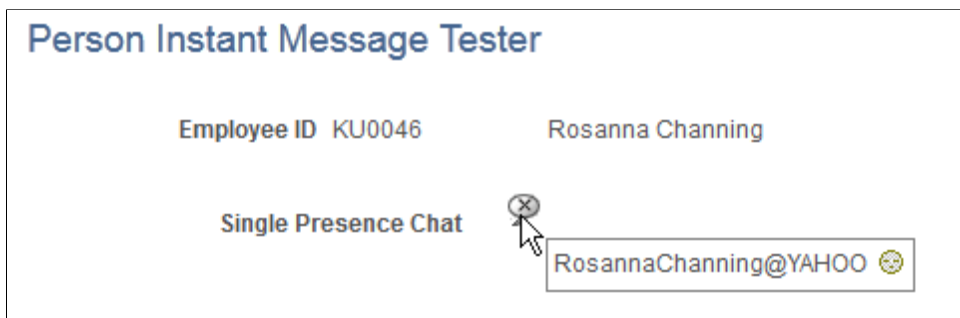 Person Instant Message Tester
Employee ID KU0046 Rosanna Channing
Single Presence Chat
RosannaChanning@YAHOO